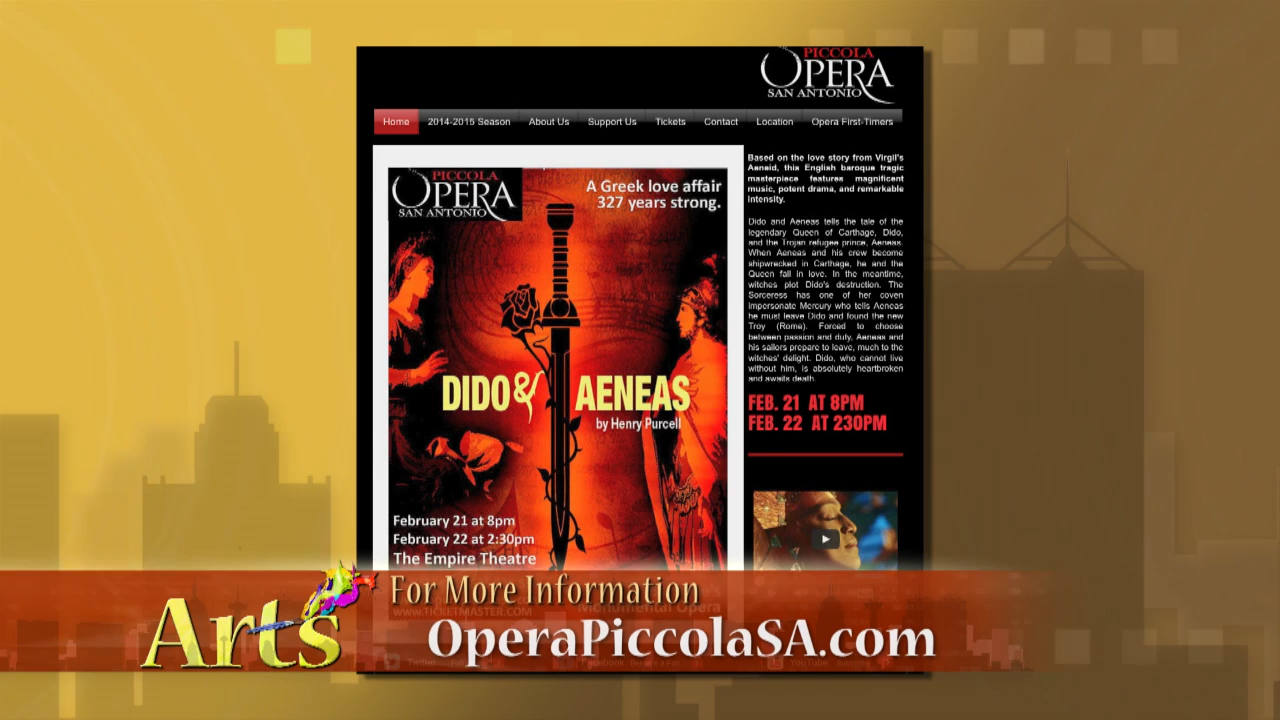 PICCOLA
OPERA
SAN ANTONIO
Home 2014-2015 Season About Us Support Us Tickets Contact Location Opera First-Timers
PICCOLA
OPERA
SAN ANTONIO
A Greek love affair
327 years strong.
DIDO & AENEAS
by Henry Purcell
February 21 at 8pm
February 22 at 2:30pm
The Empire Theatre
WWW.TICKETMASTER.COM
Monumental Opera
Based on the love story from Virgil's
Aeneid, this English baroque tragic
masterpiece features magnificent
music, potent drama, and remarkable
intensity.
Dido and Aeneas tells the tale of the
legendary Queen of Carthage, Dido,
and the Trojan refugee prince, Aeneas.
When Aeneas and his crew become
shipwrecked in Carthage, he and the
Queen fall in love. In the meantime,
witches plot Dido's destruction. The
Sorceress has one of her coven
impersonate Mercury who tells Aeneas
he must leave Dido and found the new
Troy (Rome). Forced to choose
between passion and duty, Aeneas and
his sailors prepare to leave, much to the
witches' delight. Dido, who cannot live
without him, is absolutely heartbroken
and awaits death.
FEB. 21 AT 8PM
FEB. 22 AT 230PM
Arts
For More Information
OperaPiccolaSA.com
Twitter
Facebook
YouTube